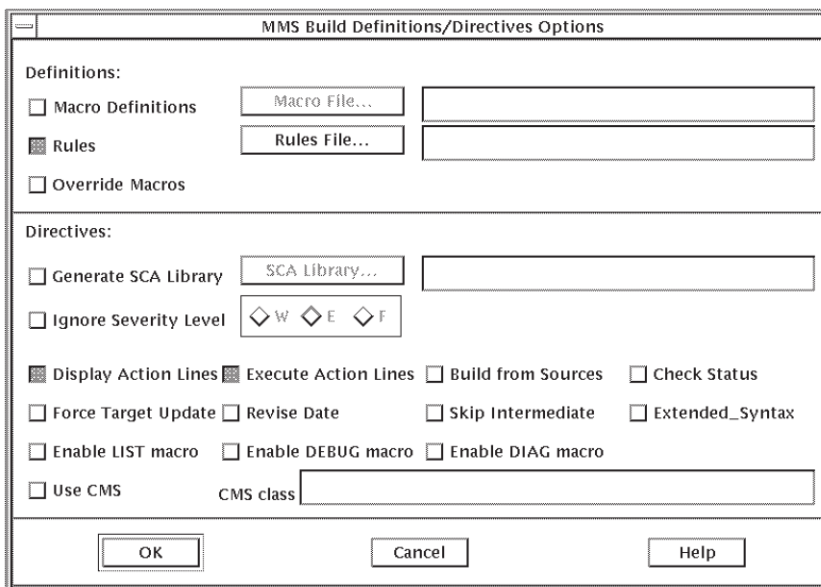 MMS Build Definitions/Directives Options
Definitions:
Macro Definitions Macro File...
Rules Rules File...
Override Macros
Directives:
Generate SCA Library SCA Library...
Ignore Severity Level W E F
Display Action Lines Execute Action Lines Build from Sources Check Status
Force Target Update Revise Date Skip Intermediate Extended_Syntax
Enable LIST macro Enable DEBUG macro Enable DIAG macro
Use CMS CMS class
OK Cancel Help